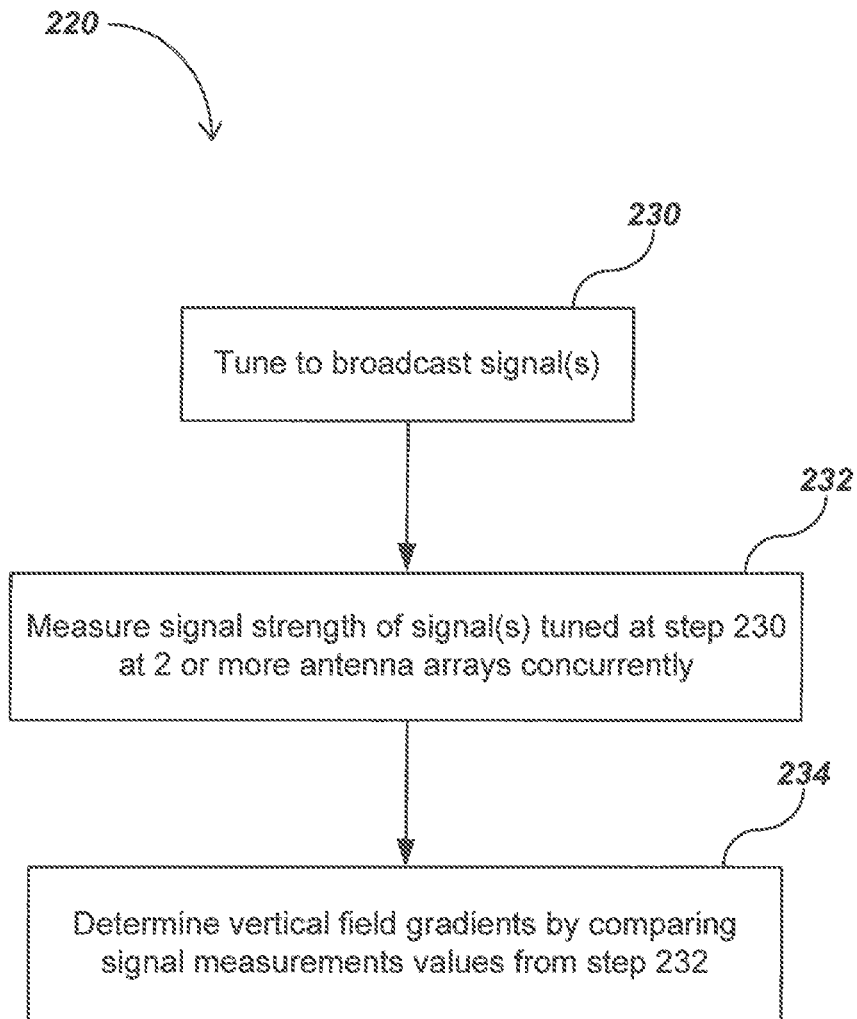 220
230
Tune to broadcast signal(s)
232
Measure signal strength of signal(s) tuned at step 230
at 2 or more antenna arrays concurrently
234
Determine vertical field gradients by comparing
signal measurements values from step 232